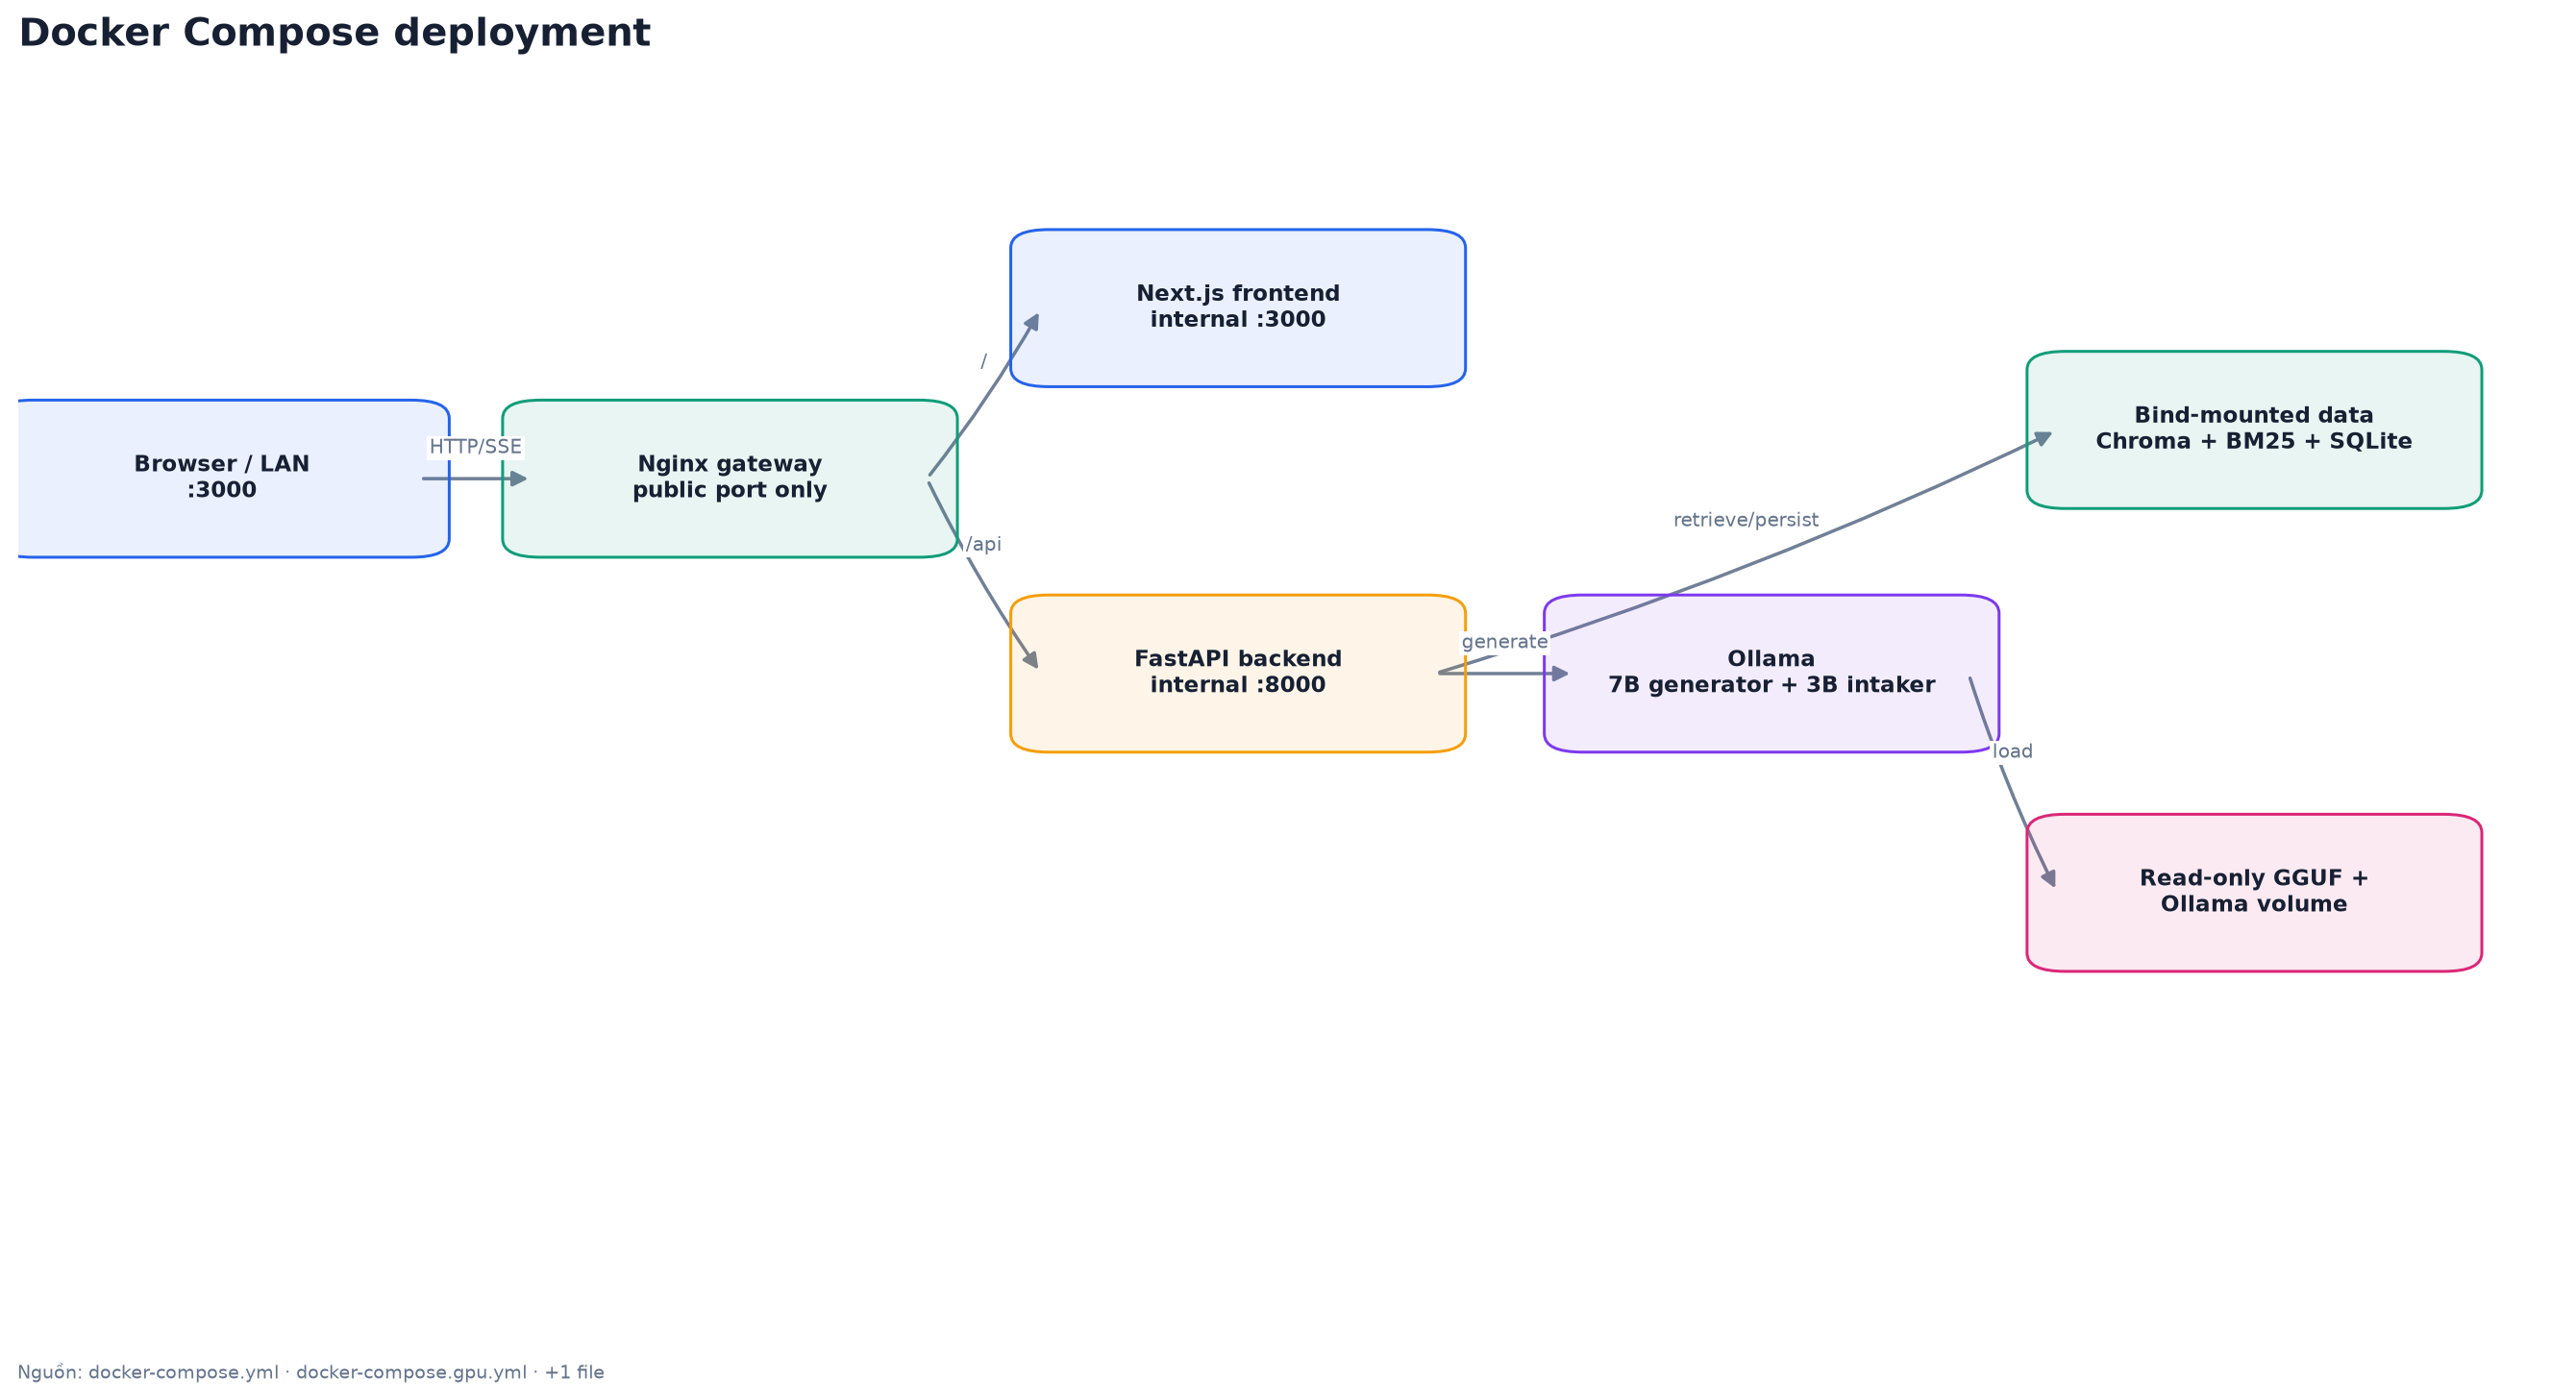 Docker Compose deployment
Next.js frontend
internal :3000
/
Browser / LAN
:3000
HTTP/SSE
Nginx gateway
public port only
/api
Bind-mounted data
Chroma + BM25 + SQLite
retrieve/persist
FastAPI backend
internal :8000
generate
Ollama
7B generator + 3B intaker
load
Read-only GGUF +
Ollama volume
Nguồn: docker-compose.yml · docker-compose.gpu.yml · +1 file